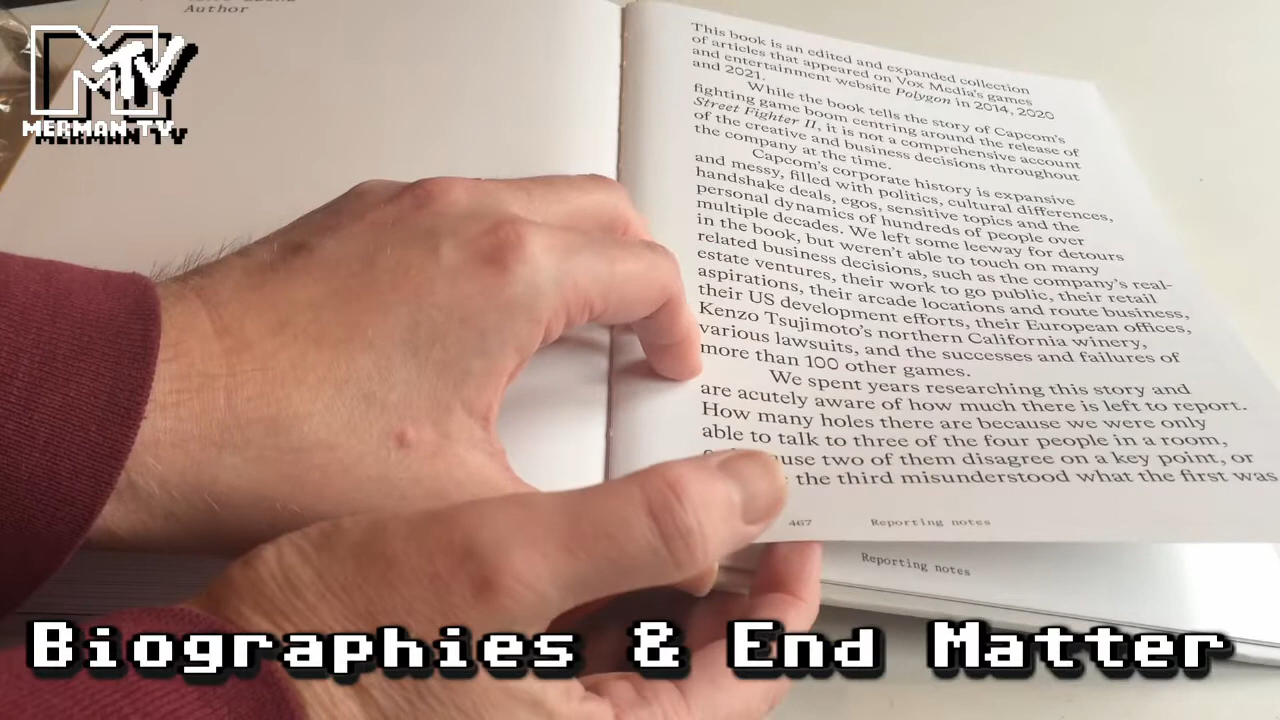 Author
MTV
MERMAN TV
This book is an edited and expanded collection
of articles that appeared on Vox Media's games
and entertainment website Polygon in 2014, 2020
and 2021.
While the book tells the story of Capcom's
fighting game boom centring around the release of
Street Fighter II, it is not a comprehensive account
of the creative and business decisions throughout
the company at the time.
Capcom's corporate history is expansive
and messy, filled with politics, cultural differences,
handshake deals, egos, sensitive topics and the
personal dynamics of hundreds of people over
multiple decades. We left some leeway for detours
in the book, but weren't able to touch on many
related business decisions, such as the company's real-
estate ventures, their work to go public, their retail
aspirations, their arcade locations and route business,
their US development efforts, their European offices,
Kenzo Tsujimoto's northern California winery,
various lawsuits, and the successes and failures of
more than 100 other games.
We spent years researching this story and
are acutely aware of how much there is left to report.
How many holes there are because we were only
able to talk to three of the four people in a room,
two of them disagree on a key point, or
the third misunderstood what the first was
467 Reporting notes
Reporting notes
Biographies & End Matter